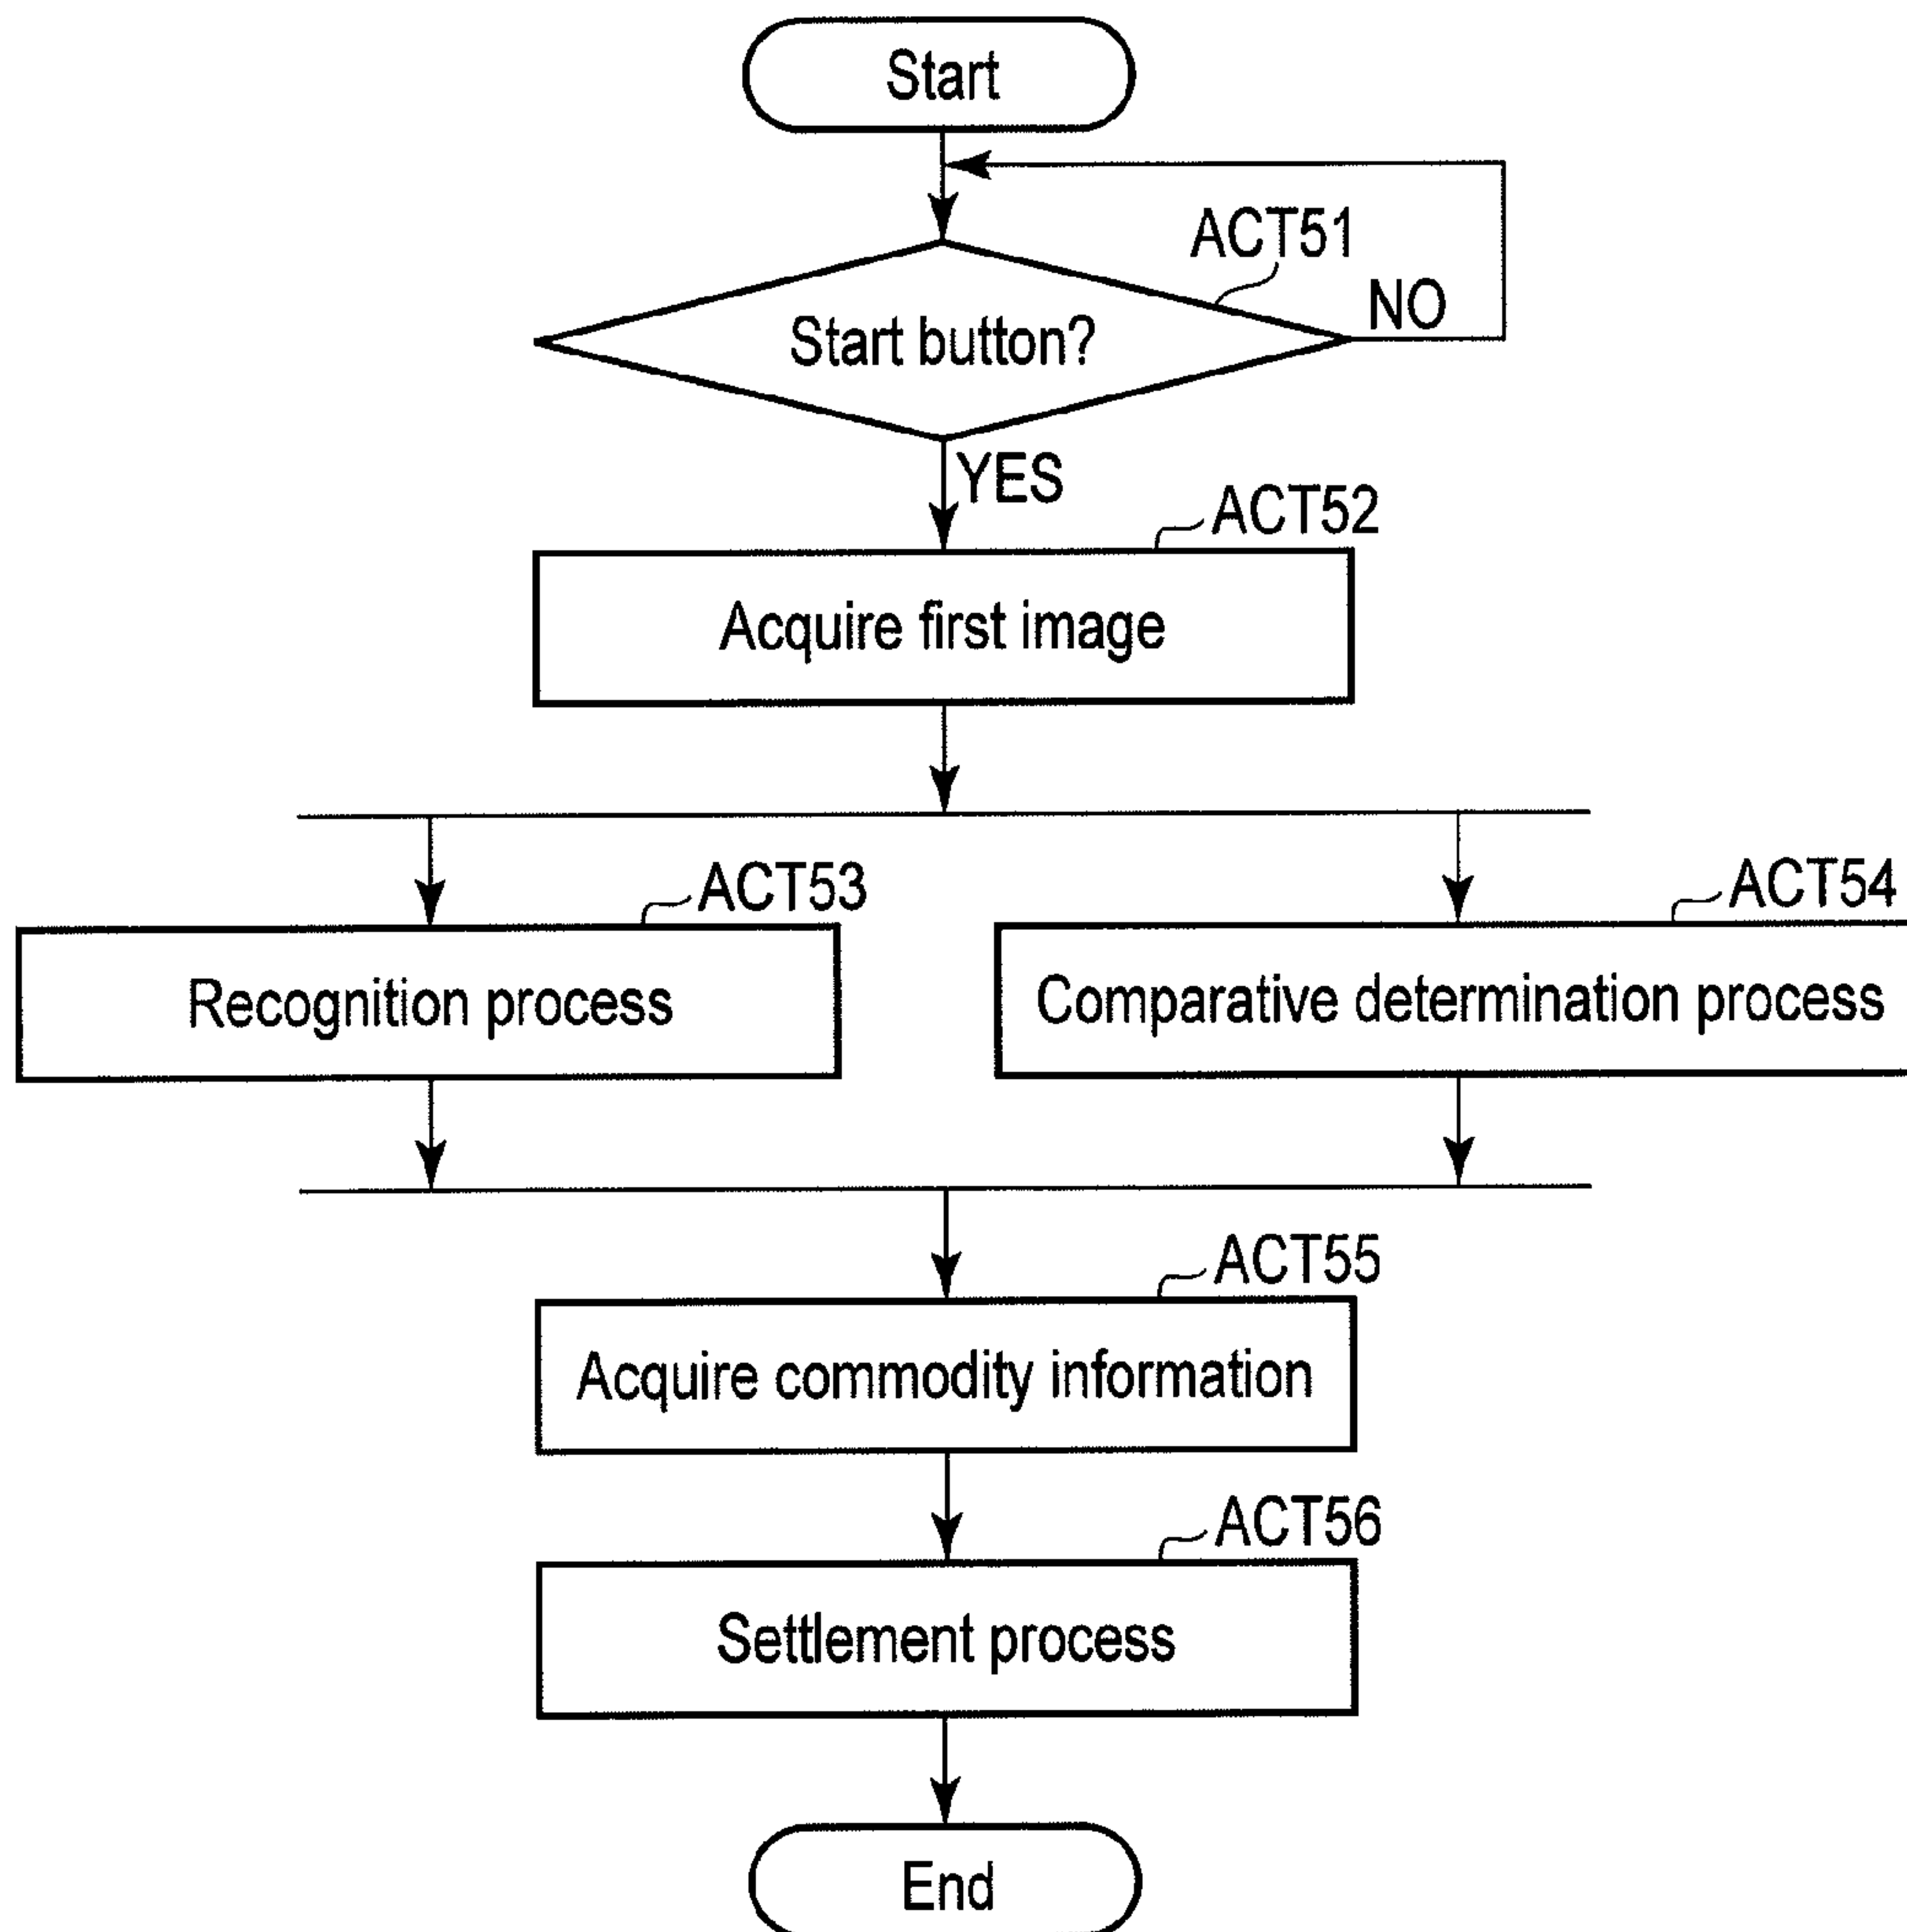 Start
ACT51
NO
Start button?
YES
ACT52
Acquire first image
ACT53
ACT54
Recognition process
Comparative determination process
ACT55
Acquire commodity information
ACT56
Settlement process
End